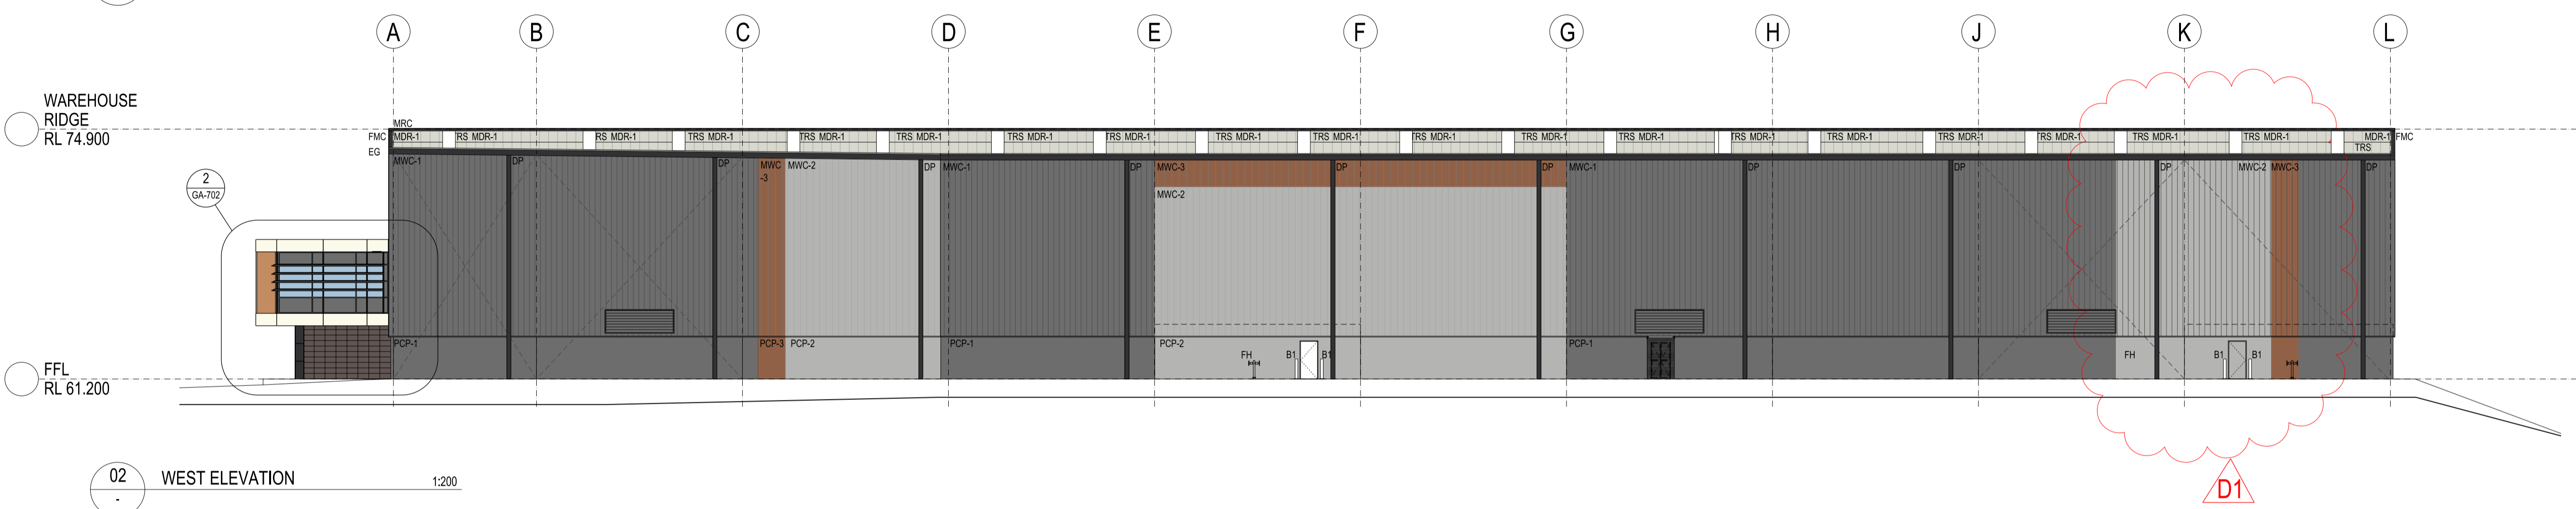 A B C D E F G H J K L
WAREHOUSE
RIDGE
RL 74.900
MRC
FMC MDR-1 TRS MDR-1 RS MDR-1 TRS MDR-1 TRS MDR-1 TRS MDR-1 TRS MDR-1 TRS MDR-1 TRS MDR-1 TRS MDR-1 TRS MDR-1 TRS MDR-1 TRS MDR-1 TRS MDR-1 TRS MDR-1 TRS MDR-1 TRS MDR-1 TRS MDR-1 TRS MDR-1 MDR-1 FMC
EG TRS
MWC-1 DP DP MWC MWC-2 DP MWC-1 DP MWC-3 DP DP MWC-1 DP DP DP MWC-2 MWC-3 DP
-3
2
GA-702
MWC-2
PCP-1 PCP-3 PCP-2 PCP-1 PCP-2 PCP-1
FH B1 B1 FH B1 B1
FFL
RL 61.200
02
-
WEST ELEVATION 1:200
D1